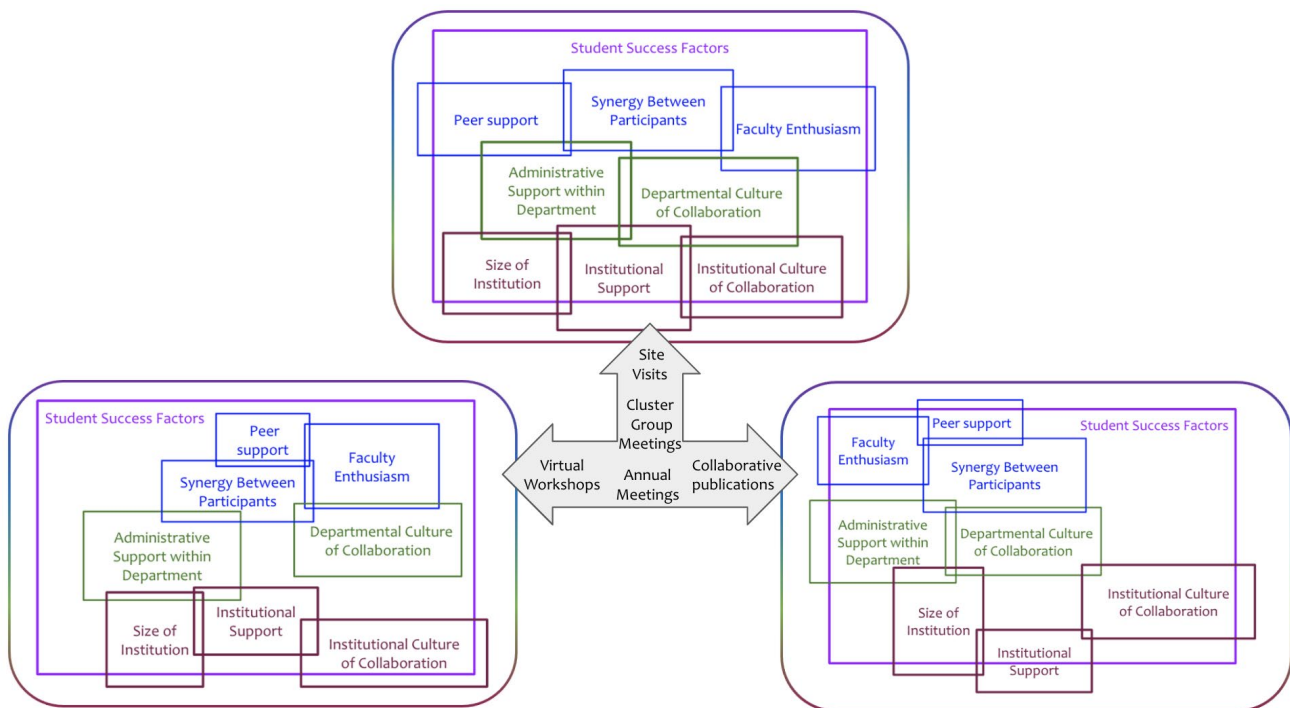 Student Success Factors
Peer support
Synergy Between
Participants
Faculty Enthusiasm
Administrative
Support within
Department
Departmental Culture
of Collaboration
Size of
Institution
Institutional
Support
Institutional Culture
of Collaboration
Site
Visits
Cluster
Group
Meetings
Virtual
Workshops
Annual
Meetings
Collaborative
publications
Student Success Factors
Peer
support
Faculty
Enthusiasm
Synergy Between
Participants
Administrative
Support within
Department
Departmental Culture
of Collaboration
Size of
Institution
Institutional
Support
Institutional Culture
of Collaboration
Peer support
Student Success Factors
Faculty
Enthusiasm
Synergy Between
Participants
Administrative
Support within
Department
Departmental Culture
of Collaboration
Size of
Institution
Institutional Culture
of Collaboration
Institutional
Support